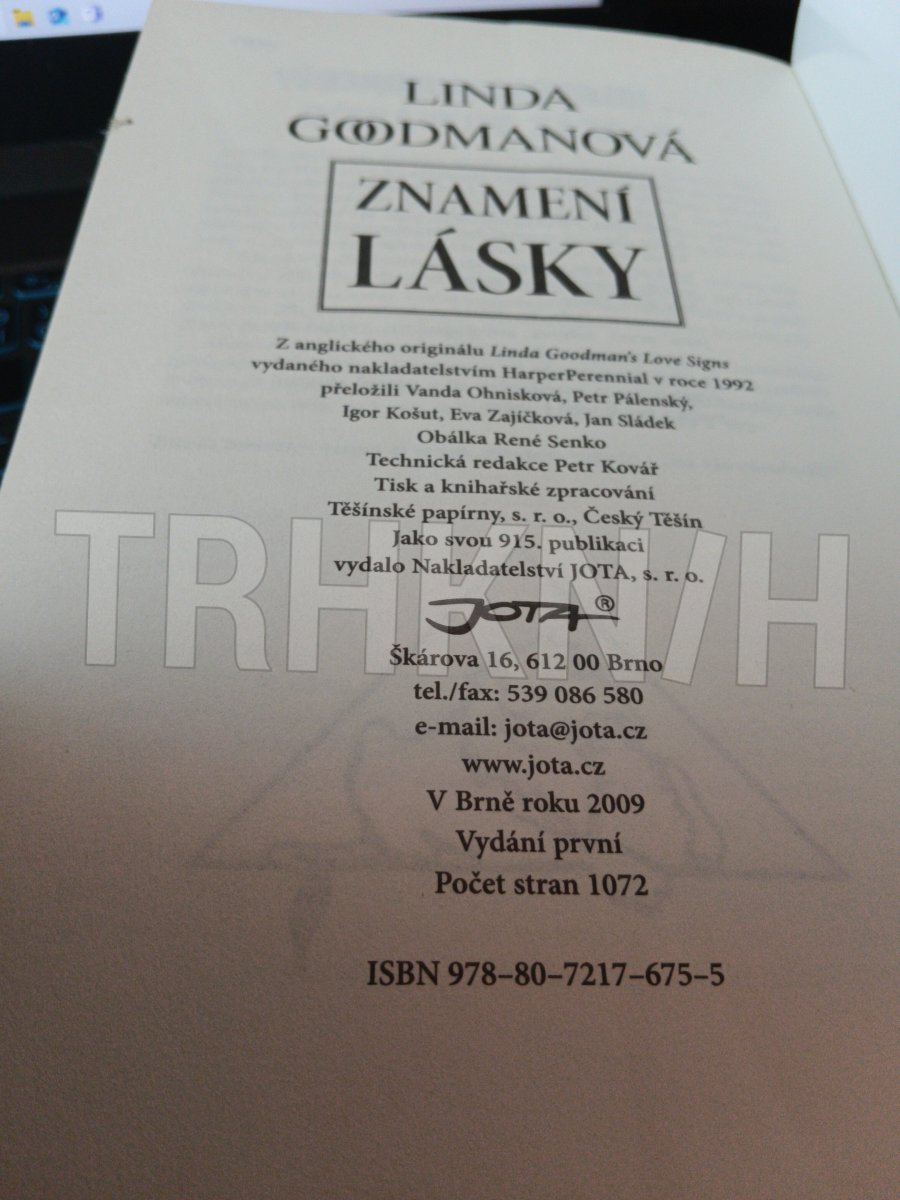 LINDA
GOODMANOVÁ
ZNAMENÍ
LÁSKY
Z anglického originálu Linda Goodman's Love Signs
vydaného nakladatelstvím HarperPerennial v roce 1992
přeložili Vanda Ohnisková, Petr Pálenský,
Igor Košut, Eva Zajíčková, Jan Sládek
Obálka René Senko
Technická redakce Petr Kovář
Tisk a knihařské zpracování
Těšínské papírny, s. r. o., Český Těšín
Jako svou 915. publikaci
vydalo Nakladatelství JOTA, s. r. o.
TRHKN/H
JOTA®
Škárova 16, 612 00 Brno
tel./fax: 539 086 580
e-mail: jota@jota.cz
www.jota.cz
V Brně roku 2009
Vydání první
Počet stran 1072
ISBN 978–80–7217–675–5